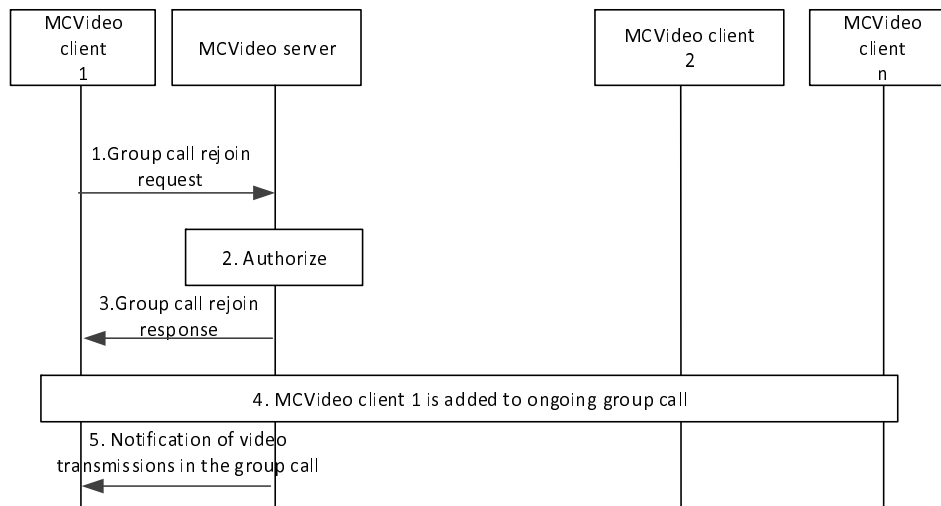 MCVideo
client
1
MCVideo server
MCVideo client
2
MCVideo
client
n
1.Group call rejoin
request
2. Authorize
3.Group call rejoin
response
4. MCVideo client 1 is added to ongoing group call
5. Notification of video
transmissions in the group call